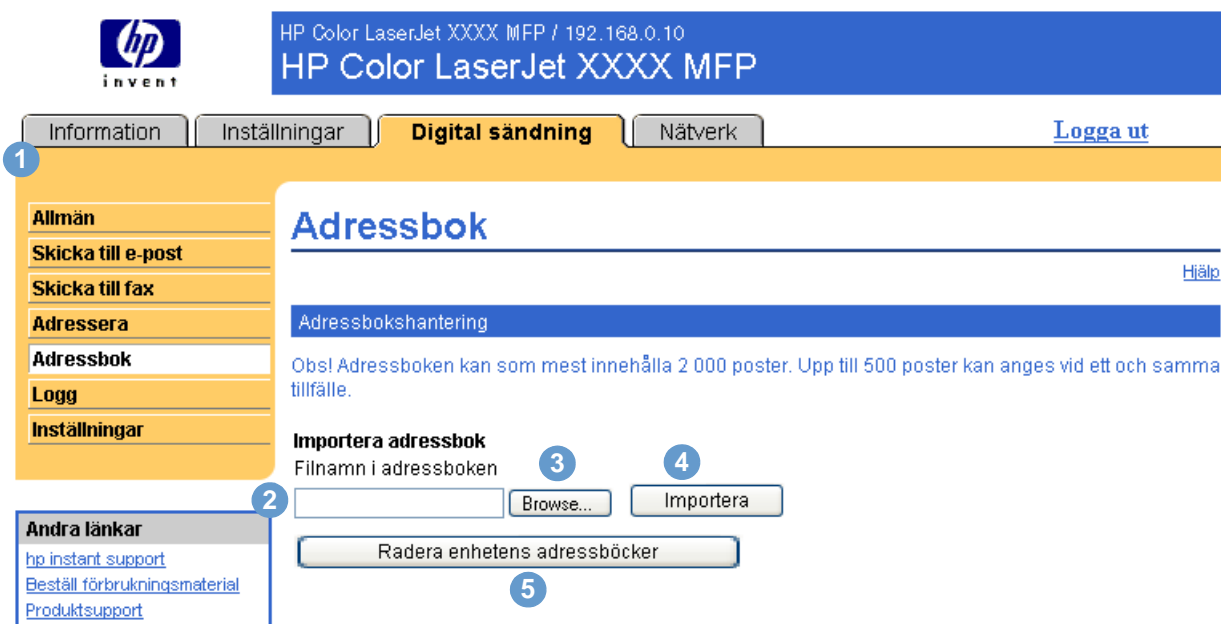 hp
invent
HP Color LaserJet XXXX MFP / 192.168.0.10
HP Color LaserJet XXXX MFP
Information Inställningar Digital sändning Nätverk Logga ut
1
Allmän
Skicka till e-post
Skicka till fax
Adressera
Adressbok
Logg
Inställningar
Andra länkar
hp instant support
Beställ förbrukningsmaterial
Produktsupport
Adressbok
Hjälp
Adressbokshantering
Obs! Adressboken kan som mest innehålla 2 000 poster. Upp till 500 poster kan anges vid ett och samma
tillfälle.
Importera adressbok
Filnamn i adressboken
3 4
2 Browse... Importera
Radera enhetens adressböcker
5